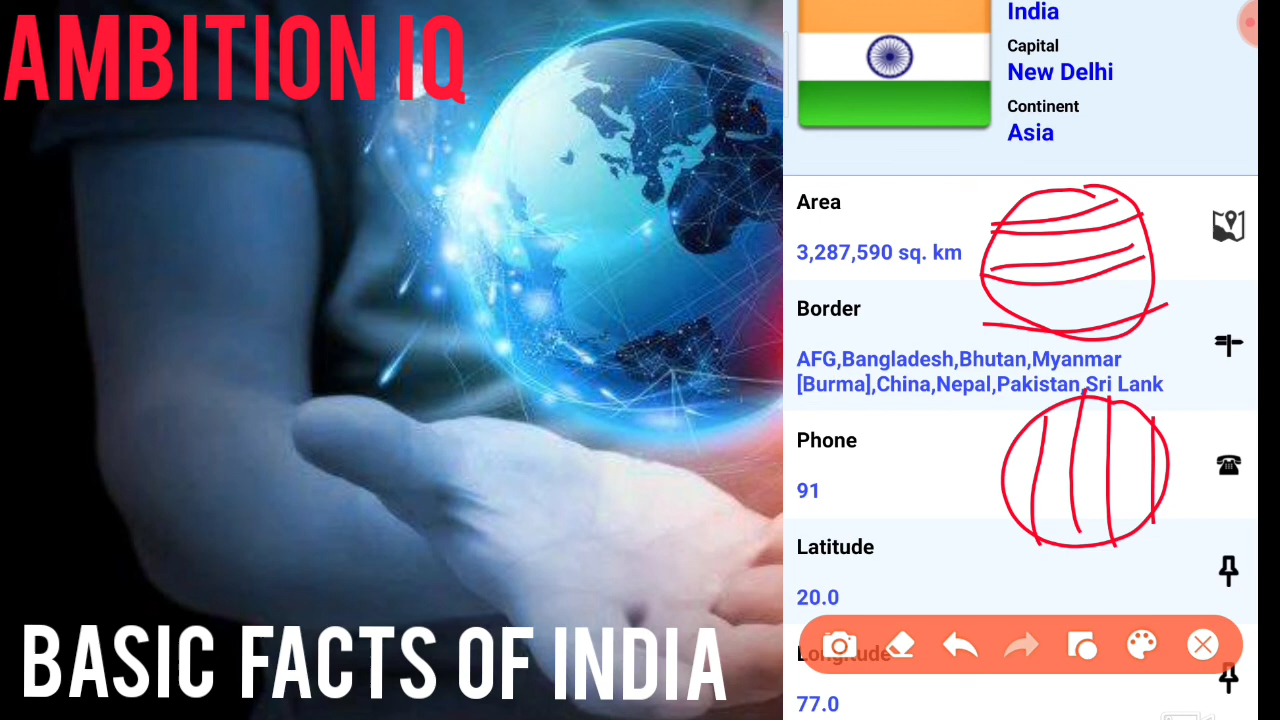 AMBITION IQ
BASIC FACTS OF INDIA
India
Capital
New Delhi
Continent
Asia
Area
3,287,590 sq. km
Border
AFG,Bangladesh,Bhutan,Myanmar
[Burma],China,Nepal,Pakistan,Sri Lank
Phone
91
Latitude
20.0
Longitude
77.0